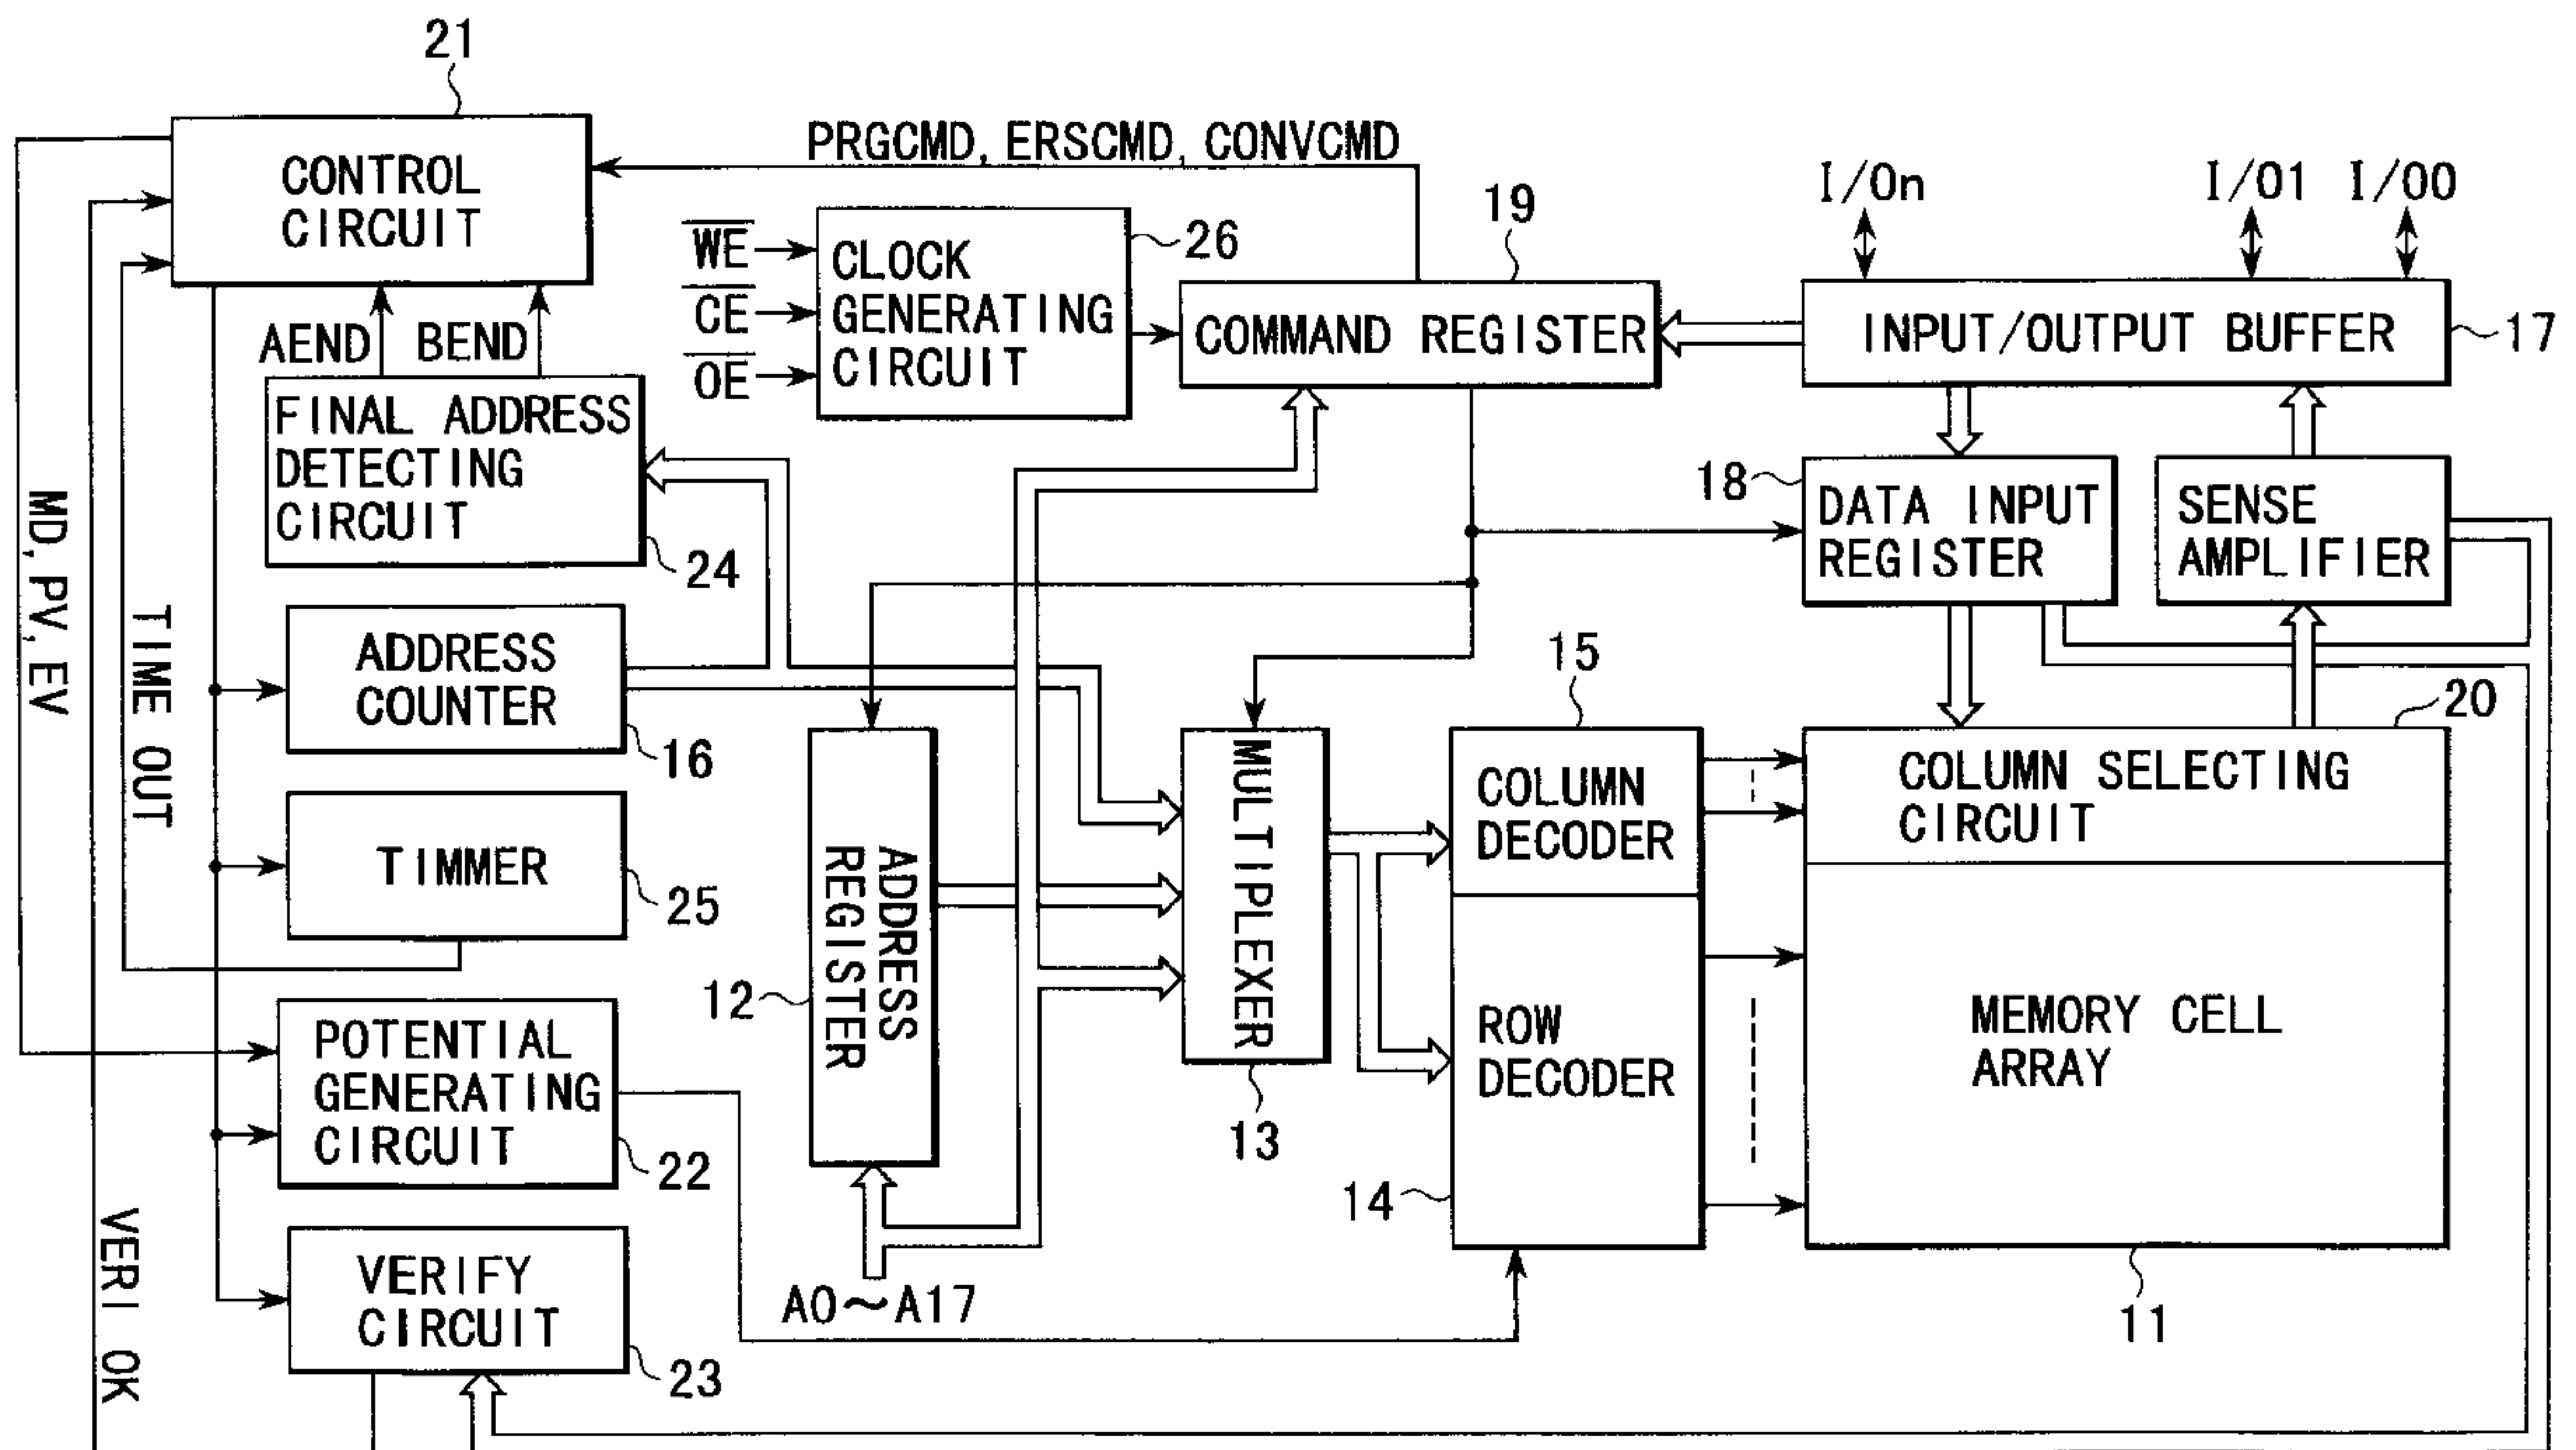 21
CONTROL
CIRCUIT
PRGCMD, ERSCMD, CONVCMD
I/On
I/O1
I/O0
WE
CE
OE
CLOCK
GENERATING
CIRCUIT
26
19
COMMAND REGISTER
INPUT/OUTPUT BUFFER
17
AEND
BEND
FINAL ADDRESS
DETECTING
CIRCUIT
24
18
DATA INPUT
REGISTER
SENSE
AMPLIFIER
MD, PV, EV
TIME OUT
ADDRESS
COUNTER
16
15
20
COLUMN SELECTING
CIRCUIT
MULTIPLEXER
13
COLUMN
DECODER
TIMMER
25
ADDRESS
REGISTER
12
ROW
DECODER
14
MEMORY CELL
ARRAY
11
POTENTIAL
GENERATING
CIRCUIT
22
VERI OK
VERIFY
CIRCUIT
23
A0～A17